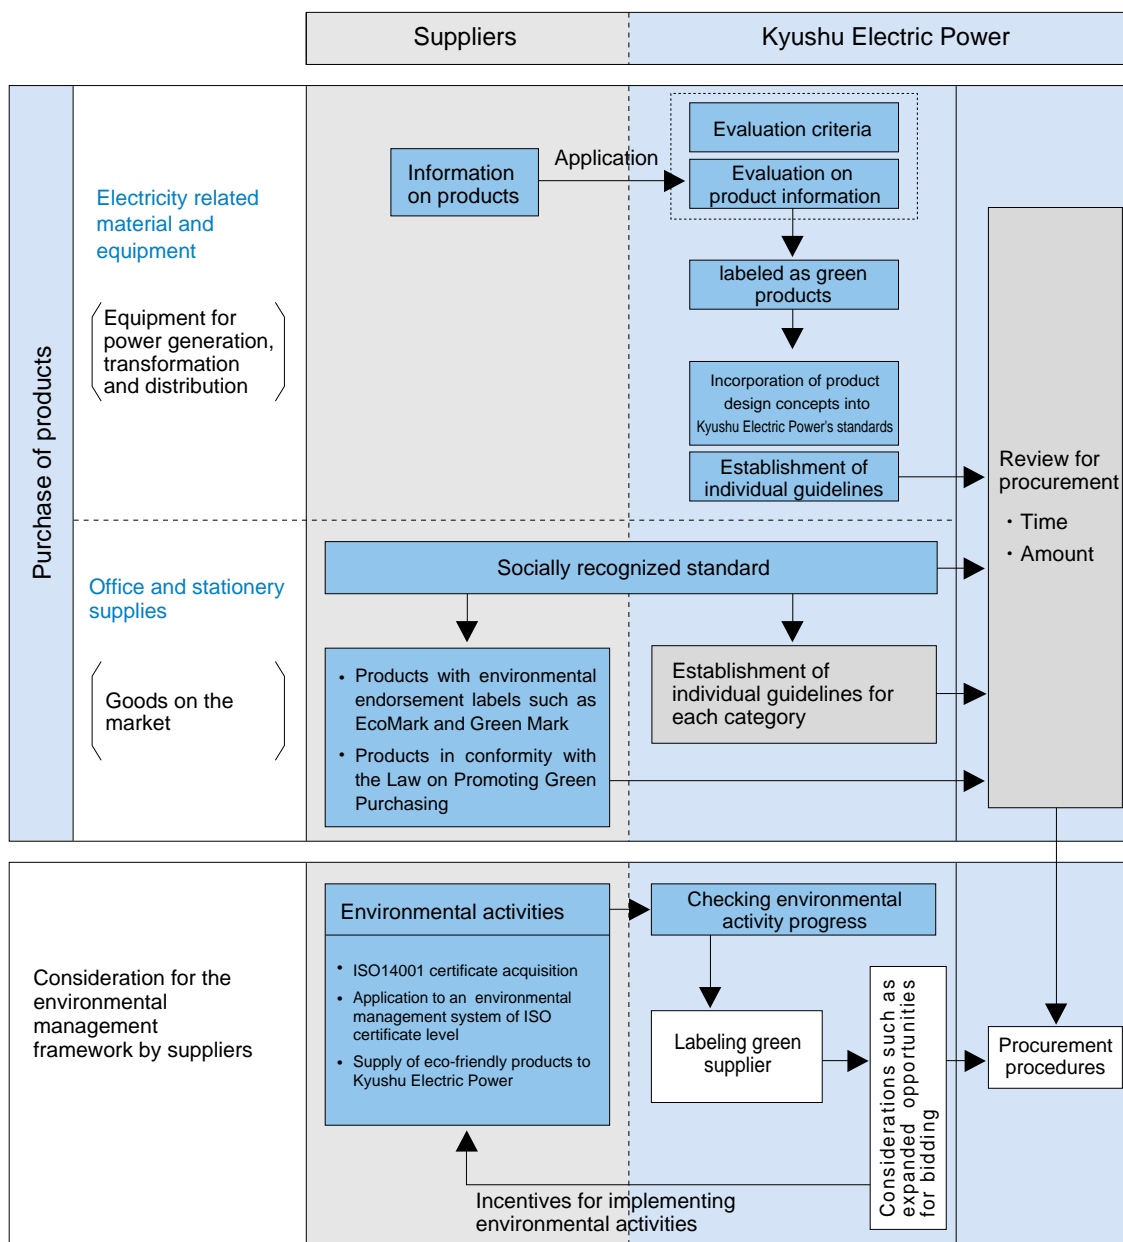 Suppliers
Kyushu Electric Power
Purchase of products
Electricity related
material and
equipment
Equipment for
power generation,
transformation
and distribution
Information
on products
Application
Evaluation criteria
Evaluation on
product information
labeled as green
products
Incorporation of product
design concepts into
Kyushu Electric Power's standards
Establishment of
individual guidelines
Review for
procurement
・ Time
・ Amount
Office and stationery
supplies
Goods on the
market
Socially recognized standard
• Products with environmental
endorsement labels such as
EcoMark and Green Mark
• Products in conformity with
the Law on Promoting Green
Purchasing
Establishment of
individual guidelines for
each category
Consideration for the
environmental
management
framework by suppliers
Environmental activities
• ISO14001 certificate acquisition
• Application to an environmental
management system of ISO
certificate level
• Supply of eco-friendly products to
Kyushu Electric Power
Checking environmental
activity progress
Labeling green
supplier
Considerations such as
expanded opportunities
for bidding
Procurement
procedures
Incentives for implementing
environmental activities